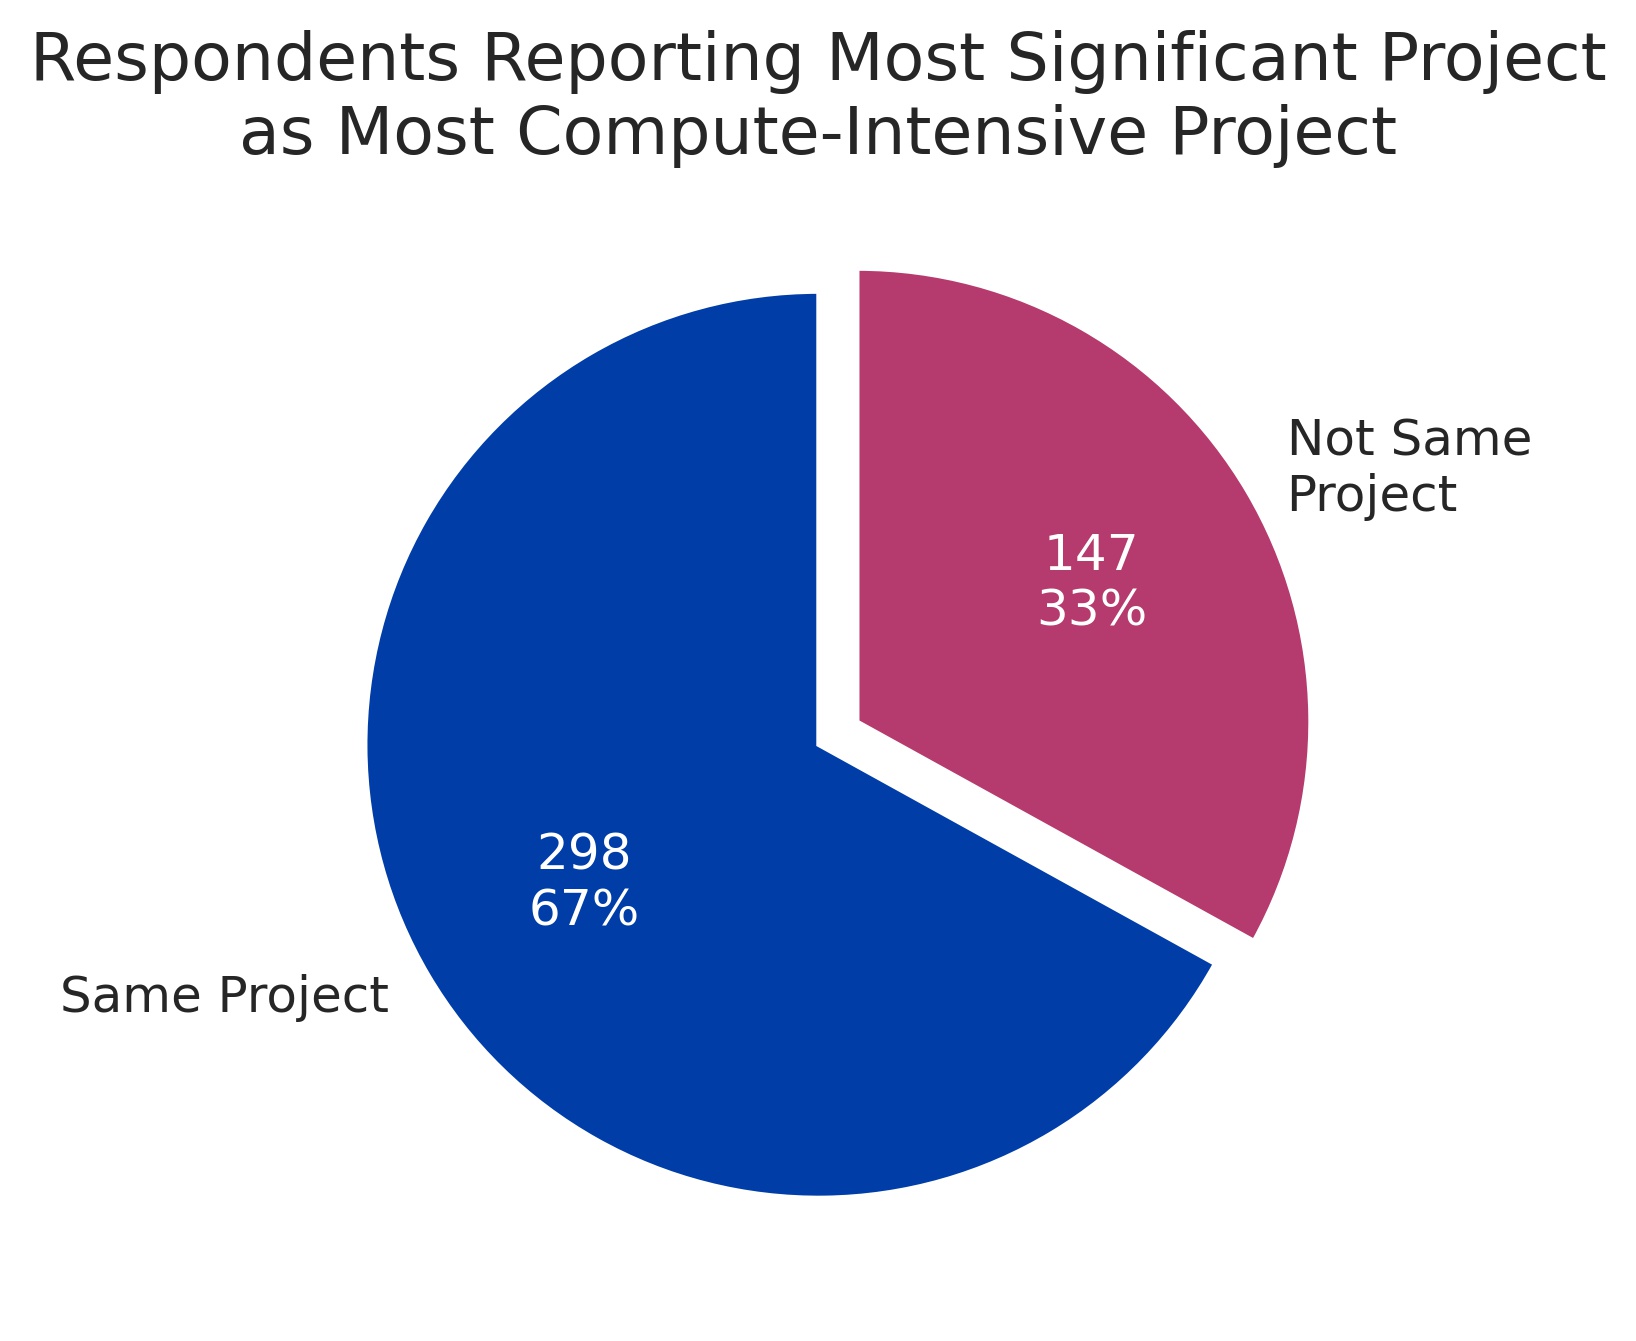 Respondents Reporting Most Significant Project
as Most Compute-Intensive Project
Not Same
Project
147
33%
298
67%
Same Project